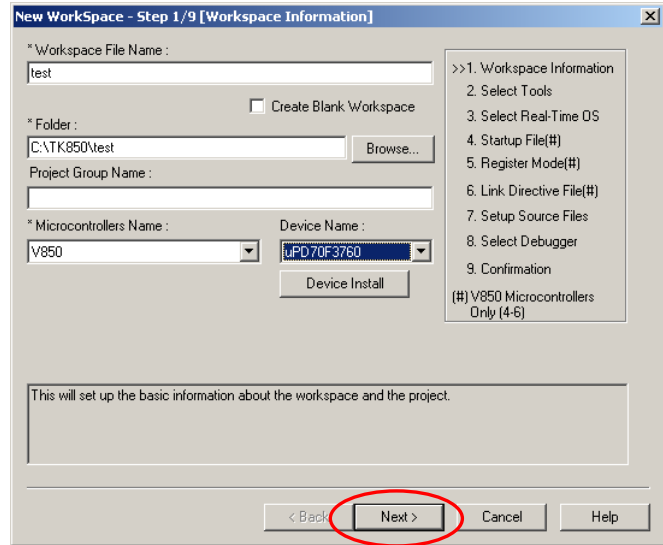 New WorkSpace - Step 1/9 [Workspace Information]
* Workspace File Name :
test
Create Blank Workspace
* Folder :
C:\TK850\test
Browse...
Project Group Name :
* Microcontrollers Name :
Device Name :
V850
uPD70F3760
Device Install
>>1. Workspace Information
2. Select Tools
3. Select Real-Time OS
4. Startup File(#)
5. Register Mode(#)
6. Link Directive File(#)
7. Setup Source Files
8. Select Debugger
9. Confirmation
(#) V850 Microcontrollers
Only (4-6)
This will set up the basic information about the workspace and the project.
< Back
Next >
Cancel
Help